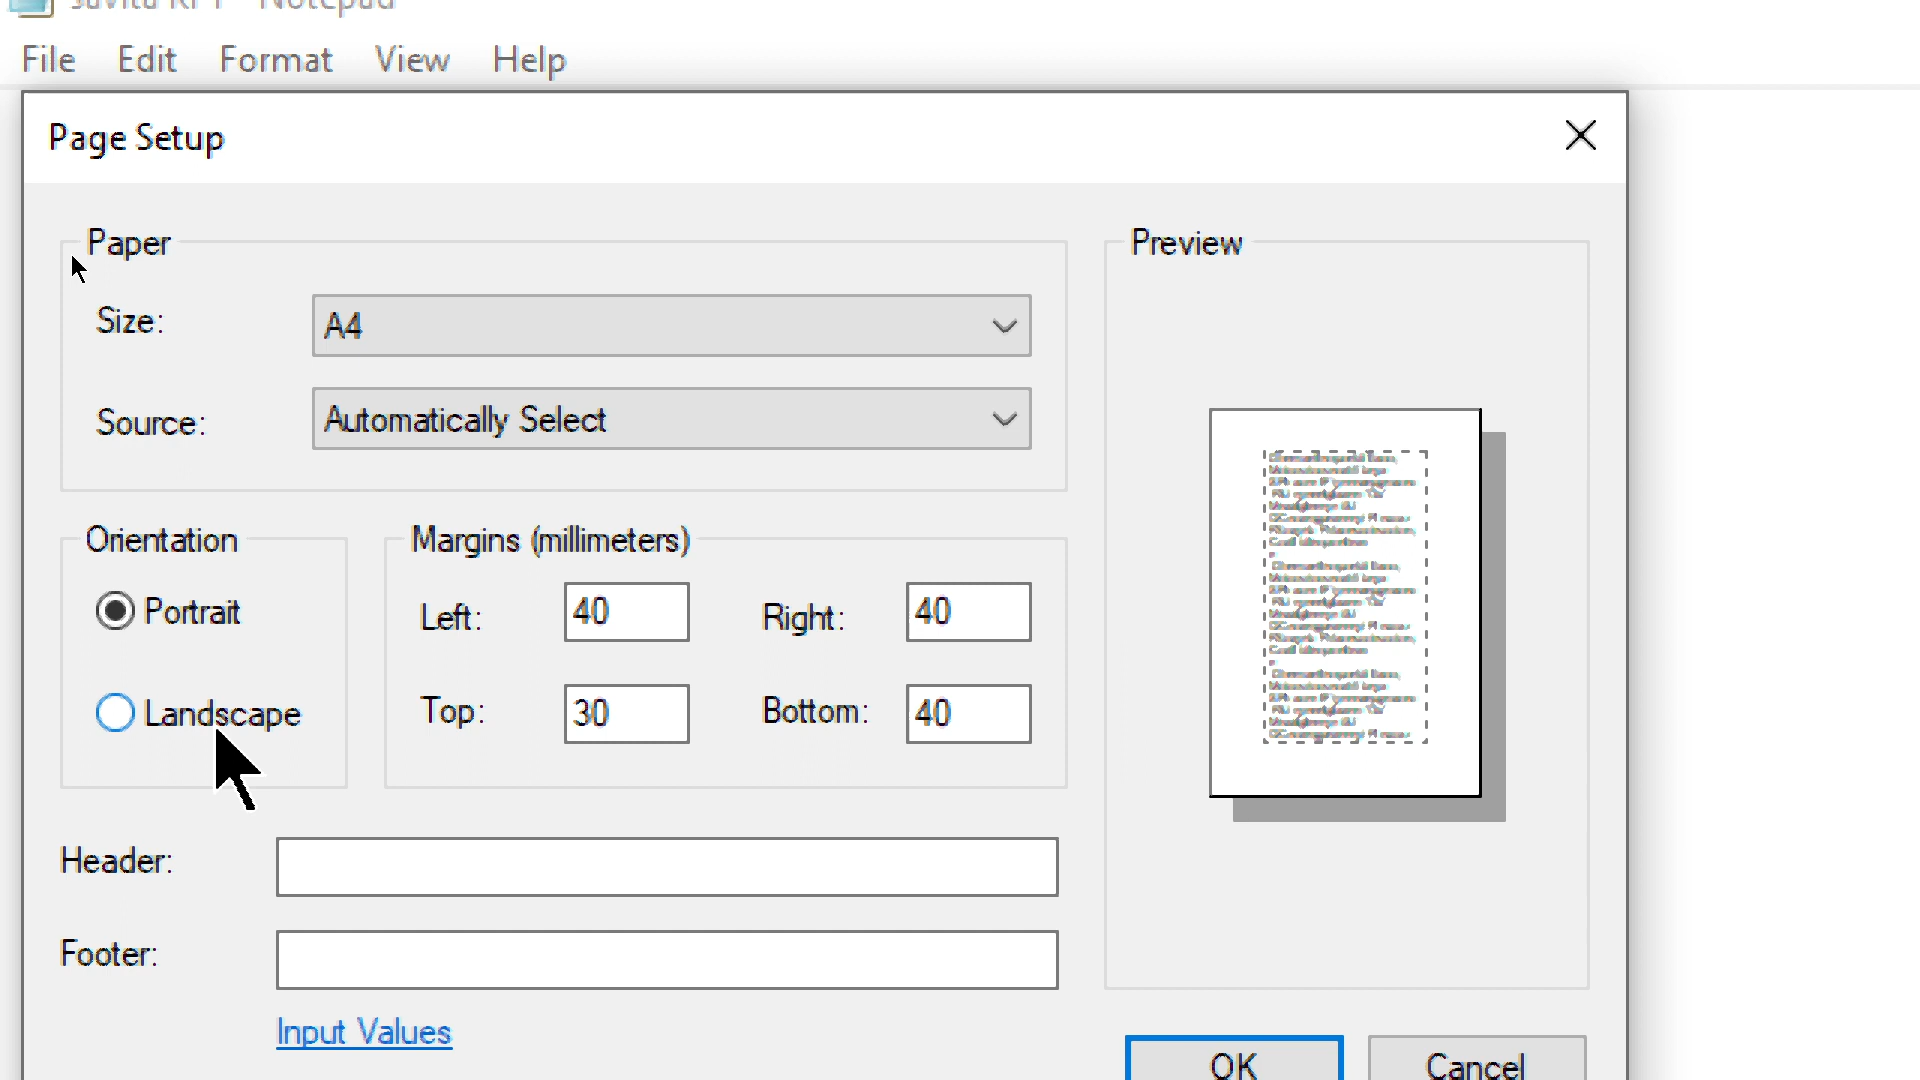 Notepad
File Edit Format View Help
Page Setup
Paper
Size: A4
Source: Automatically Select
Orientation
Portrait
Landscape
Margins (millimeters)
Left: 40 Right: 40
Top: 30 Bottom: 40
Header:
Footer:
Input Values
Preview
OK Cancel